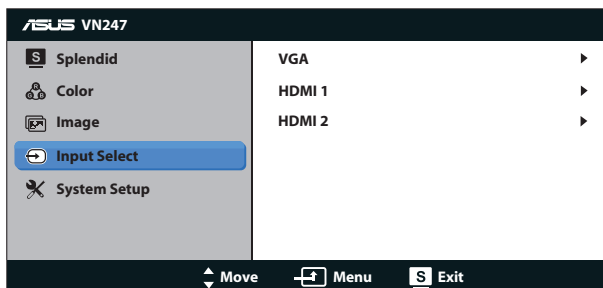 ASUS VN247
S Splendid
Color
Image
Input Select
System Setup
VGA
HDMI 1
HDMI 2
Move Menu S Exit